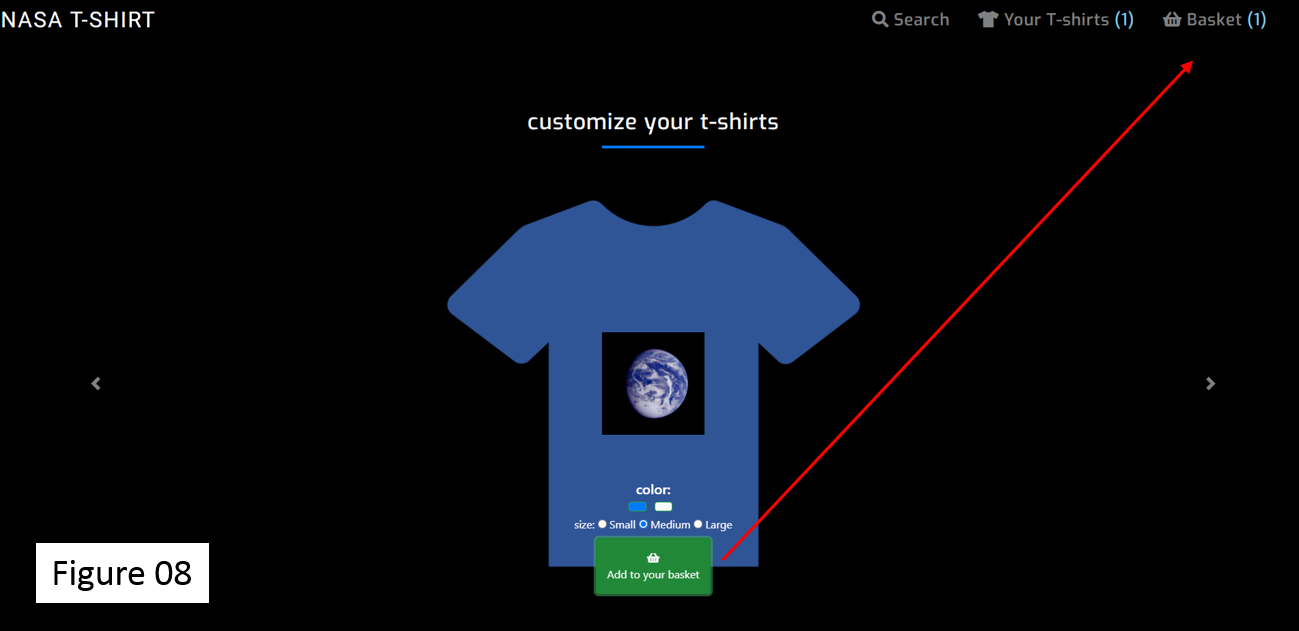 NASA T-SHIRT
Search Your T-shirts (1) Basket (1)
customize your t-shirts
color:
size: Small Medium Large
Add to your basket
Figure 08